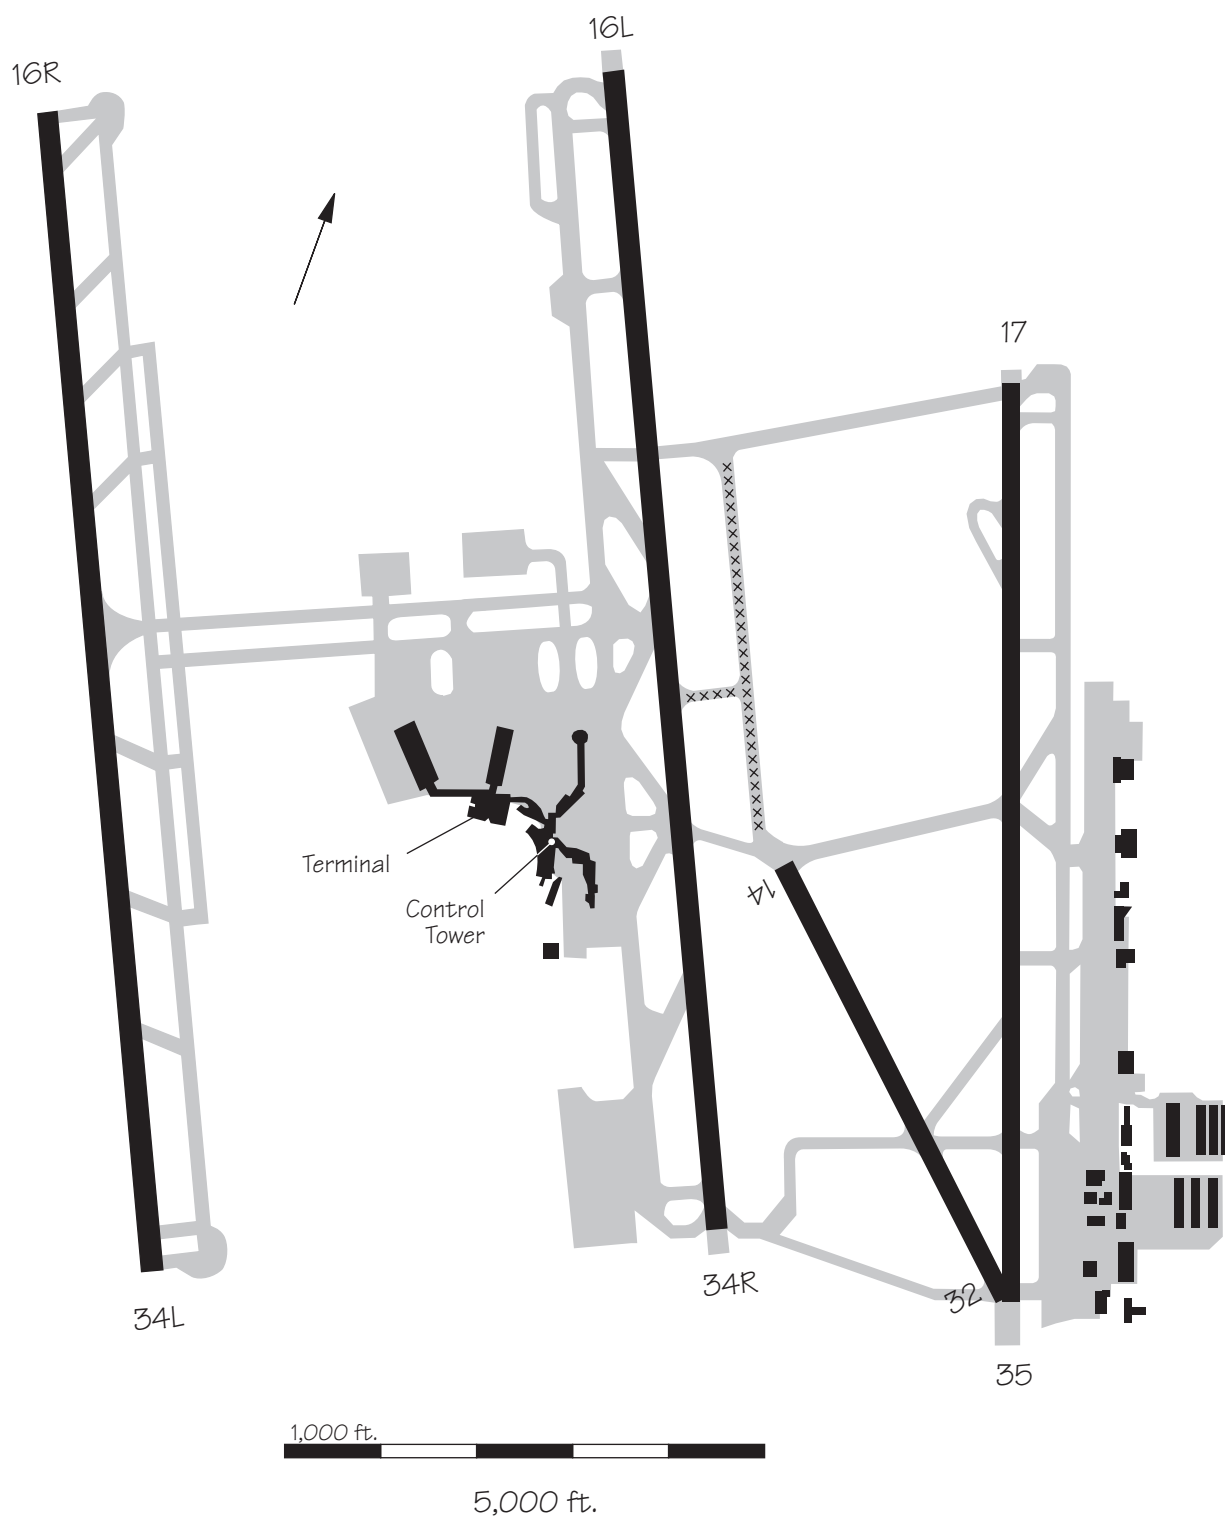 16L
16R
17
Terminal
14
Control
Tower
32
34R
34L
35
1,000 ft.
5,000 ft.